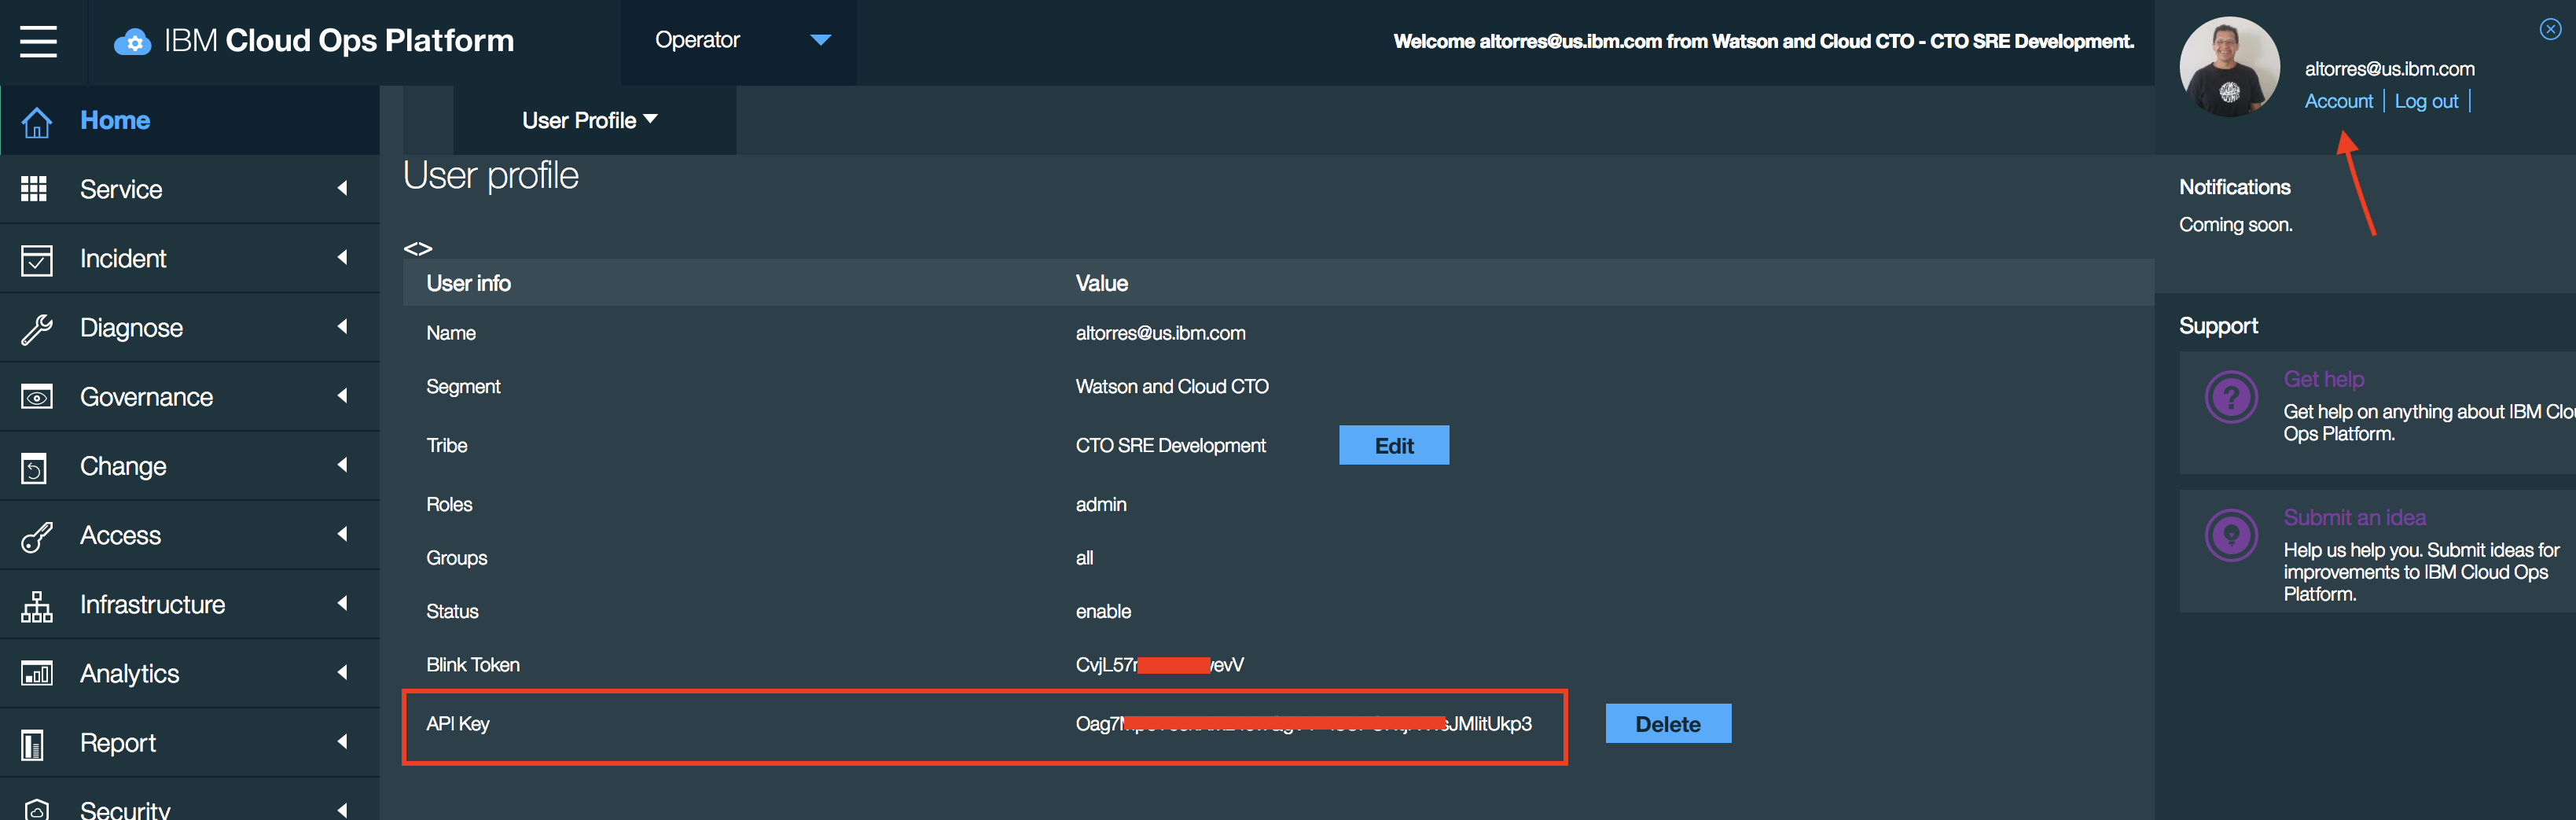 IBM Cloud Ops Platform
Operator
Welcome altorres@us.ibm.com from Watson and Cloud CTO - CTO SRE Development.
altorres@us.ibm.com
Account | Log out |
Home
Service
Incident
Diagnose
Governance
Change
Access
Infrastructure
Analytics
Report
Security
User Profile
User profile
<>
User info Value
Name altorres@us.ibm.com
Segment Watson and Cloud CTO
Tribe CTO SRE Development Edit
Roles admin
Groups all
Status enable
Blink Token CvjL57 evV
API Key Oag7 JMlitUkp3 Delete
Notifications
Coming soon.
Support
Get help
Get help on anything about IBM Clou
Ops Platform.
Submit an idea
Help us help you. Submit ideas for
improvements to IBM Cloud Ops
Platform.